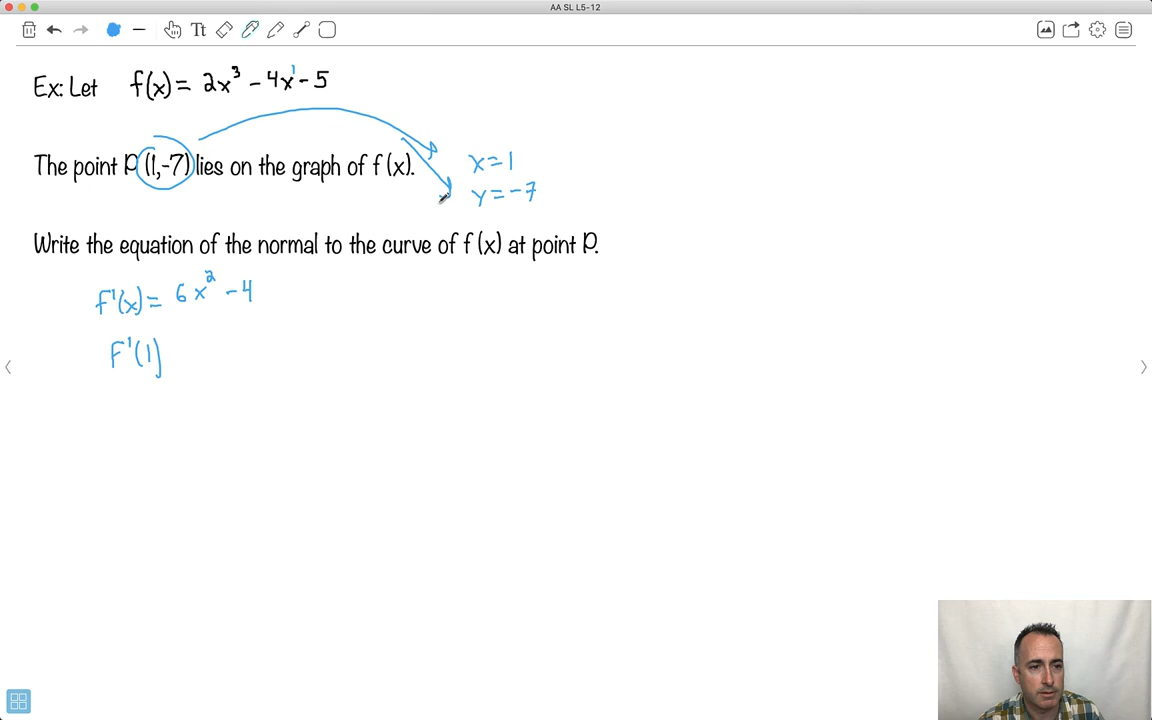 AA SL L5-12
Tt
Ex: Let f(x) = 2x³ - 4x¹ - 5
The point P (1,-7) lies on the graph of f (x).
x = 1
y = -7
Write the equation of the normal to the curve of f (x) at point P.
f'(x) = 6x² - 4
f'(1)